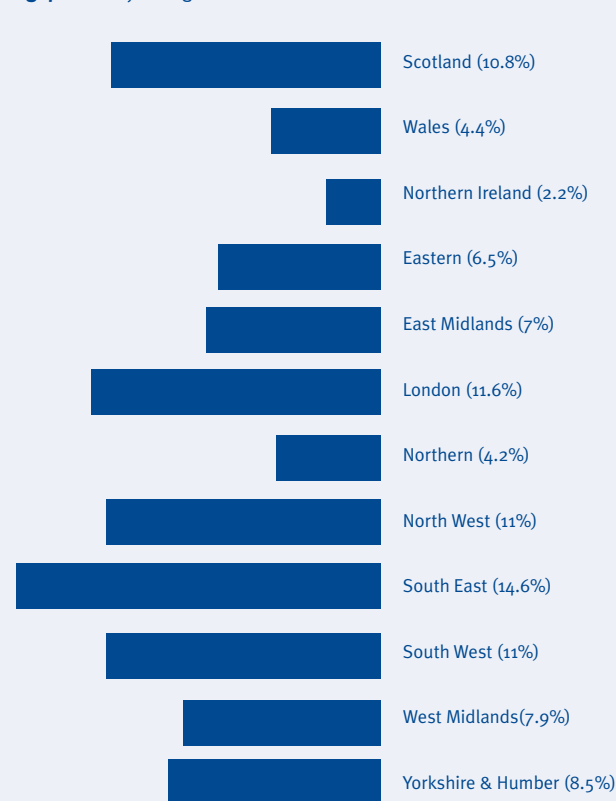 Scotland (10.8%)
Wales (4.4%)
Northern Ireland (2.2%)
Eastern (6.5%)
East Midlands (7%)
London (11.6%)
Northern (4.2%)
North West (11%)
South East (14.6%)
South West (11%)
West Midlands(7.9%)
Yorkshire & Humber (8.5%)